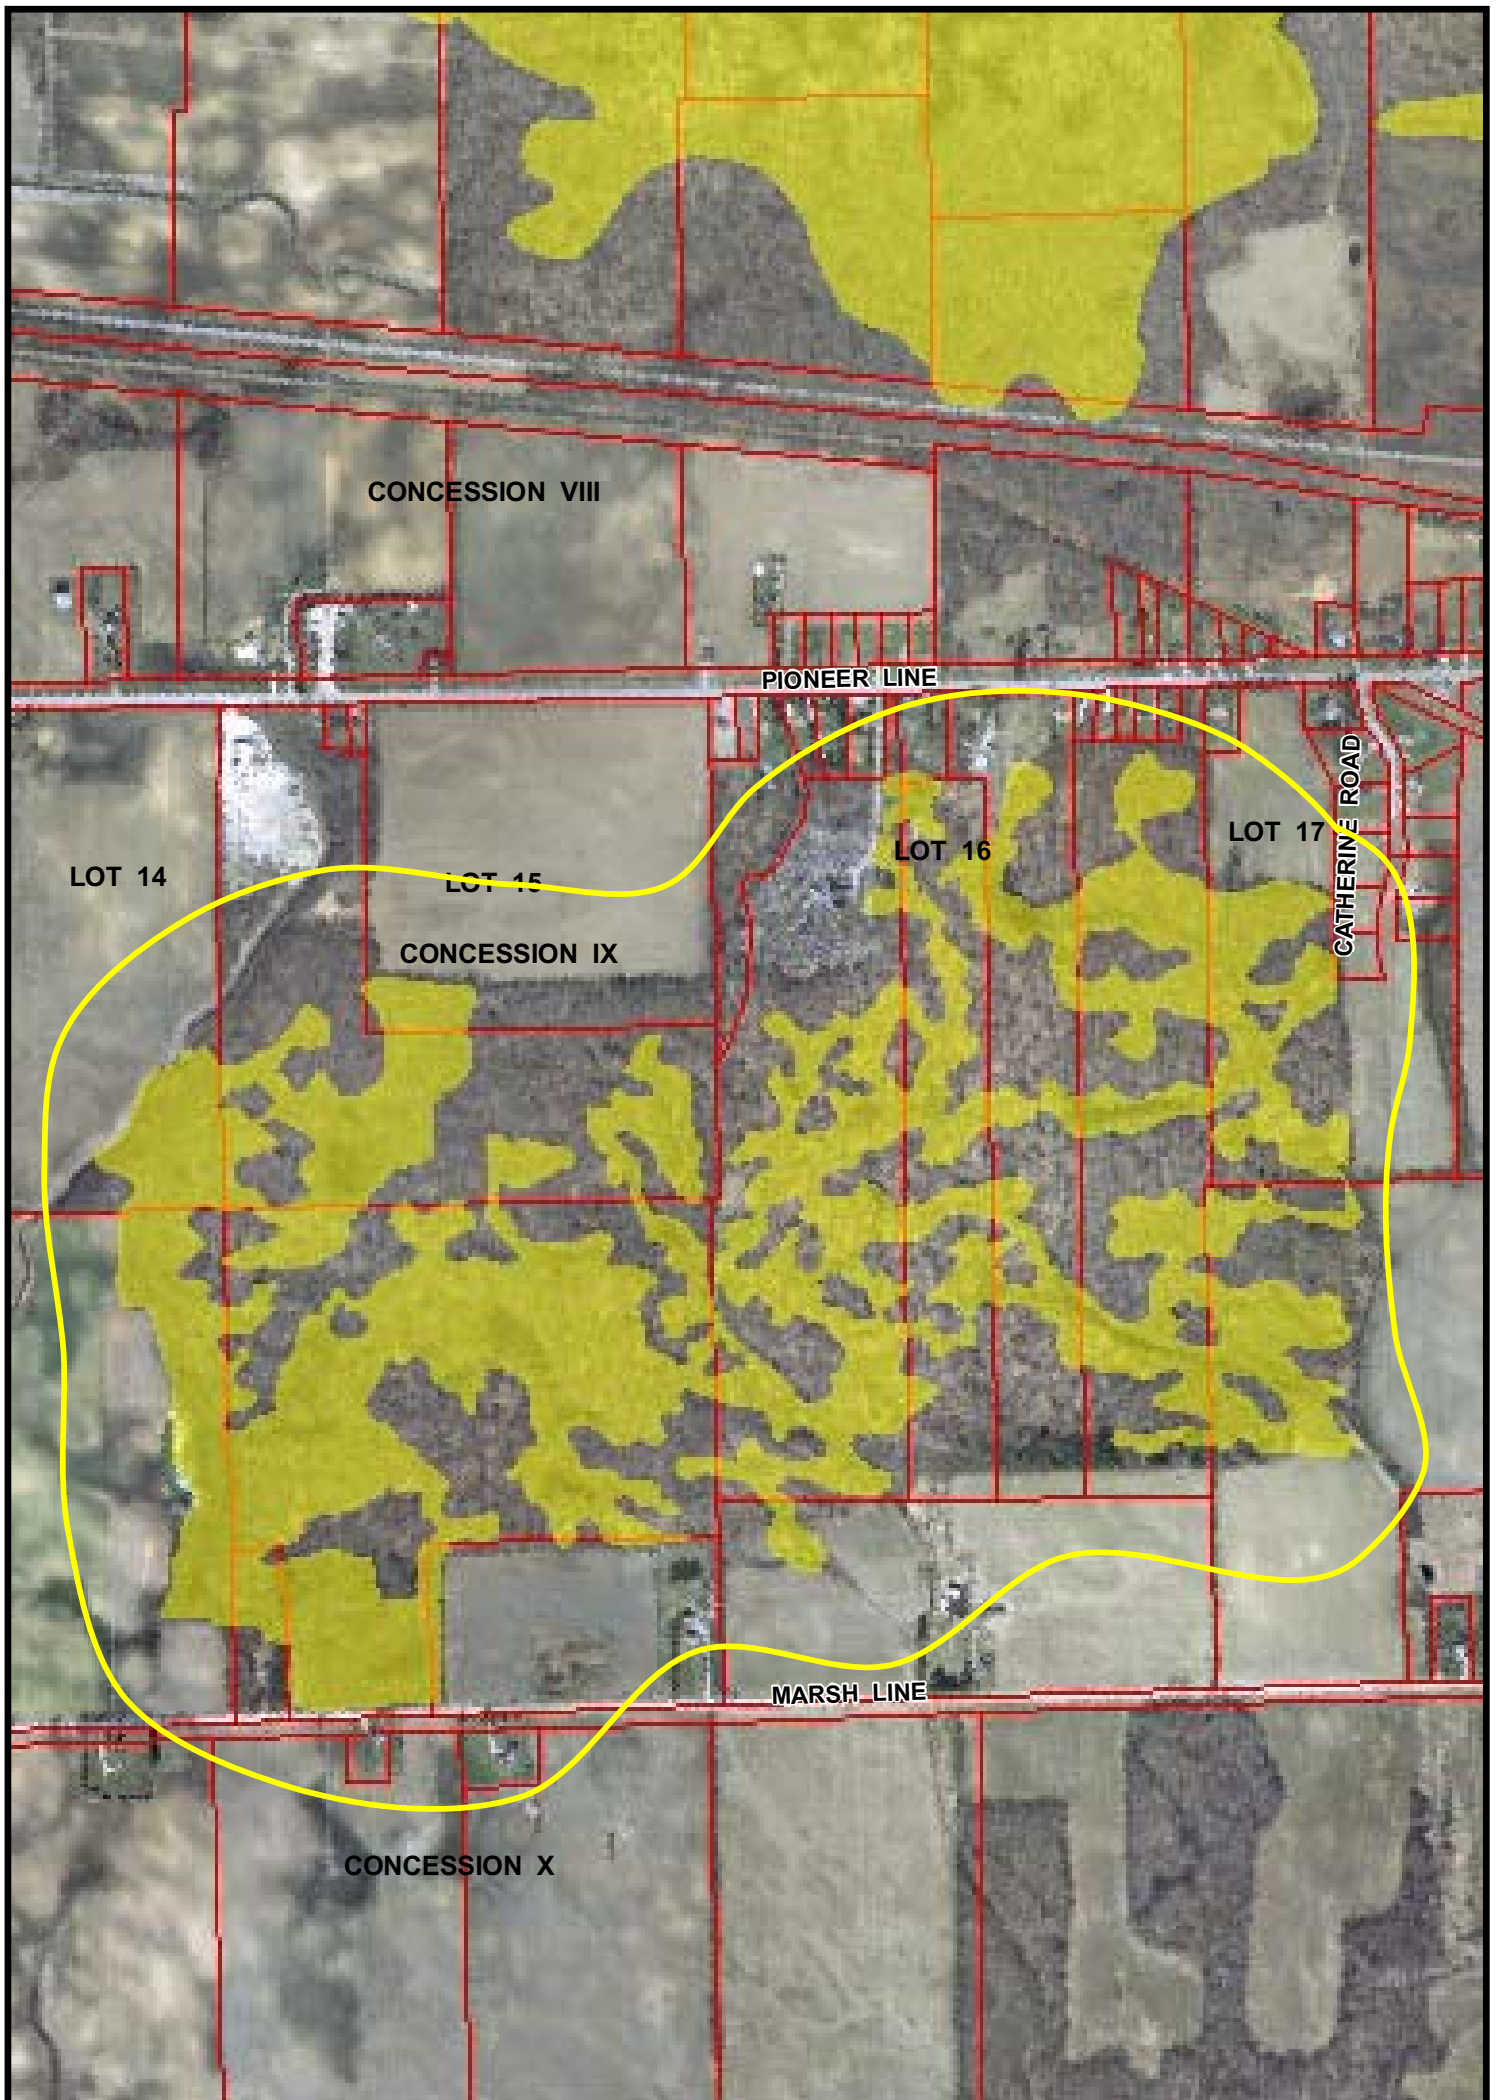 CONCESSION VIII
PIONEER LINE
LOT 17
CATHERINE ROAD
LOT 16
LOT 14
LOT 15
CONCESSION IX
MARSH LINE
CONCESSION X